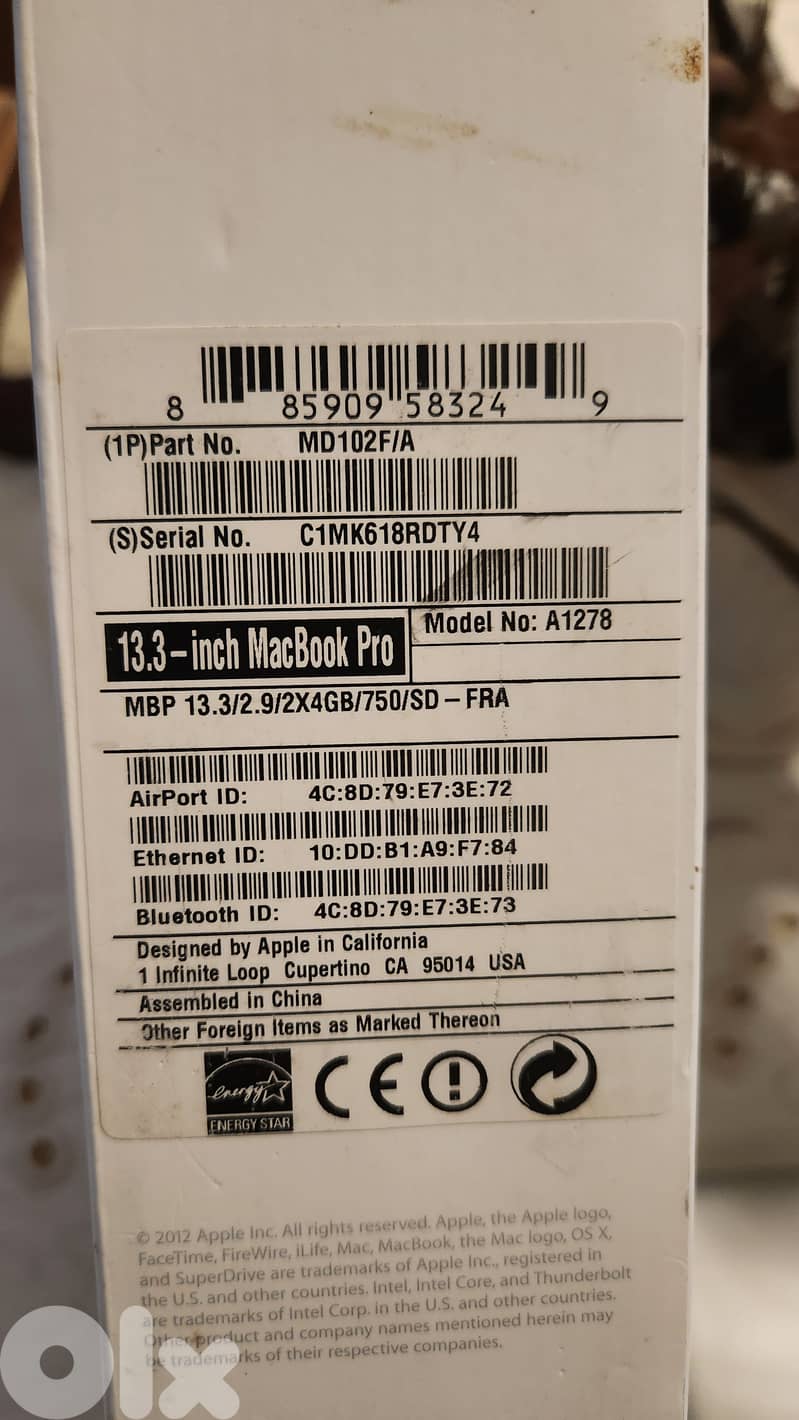 8 85909 58324 9
(1P)Part No. MD102F/A
(S)Serial No. C1MK618RDTY4
13.3-inch MacBook Pro
Model No: A1278
MBP 13.3/2.9/2X4GB/750/SD – FRA
AirPort ID: 4C:8D:79:E7:3E:72
Ethernet ID: 10:DD:B1:A9:F7:84
Bluetooth ID: 4C:8D:79:E7:3E:73
Designed by Apple in California
1 Infinite Loop Cupertino CA 95014 USA
Assembled in China
Other Foreign Items as Marked Thereon
energy
ENERGY STAR
CE
© 2012 Apple Inc. All rights reserved. Apple, the Apple logo,
FaceTime, FireWire, iLife, Mac, MacBook, the Mac logo, OS X,
and SuperDrive are trademarks of Apple Inc., registered in
the U.S. and other countries. Intel, Intel Core, and Thunderbolt
are trademarks of Intel Corp. in the U.S. and other countries.
Other product and company names mentioned herein may
be trademarks of their respective companies.
olx